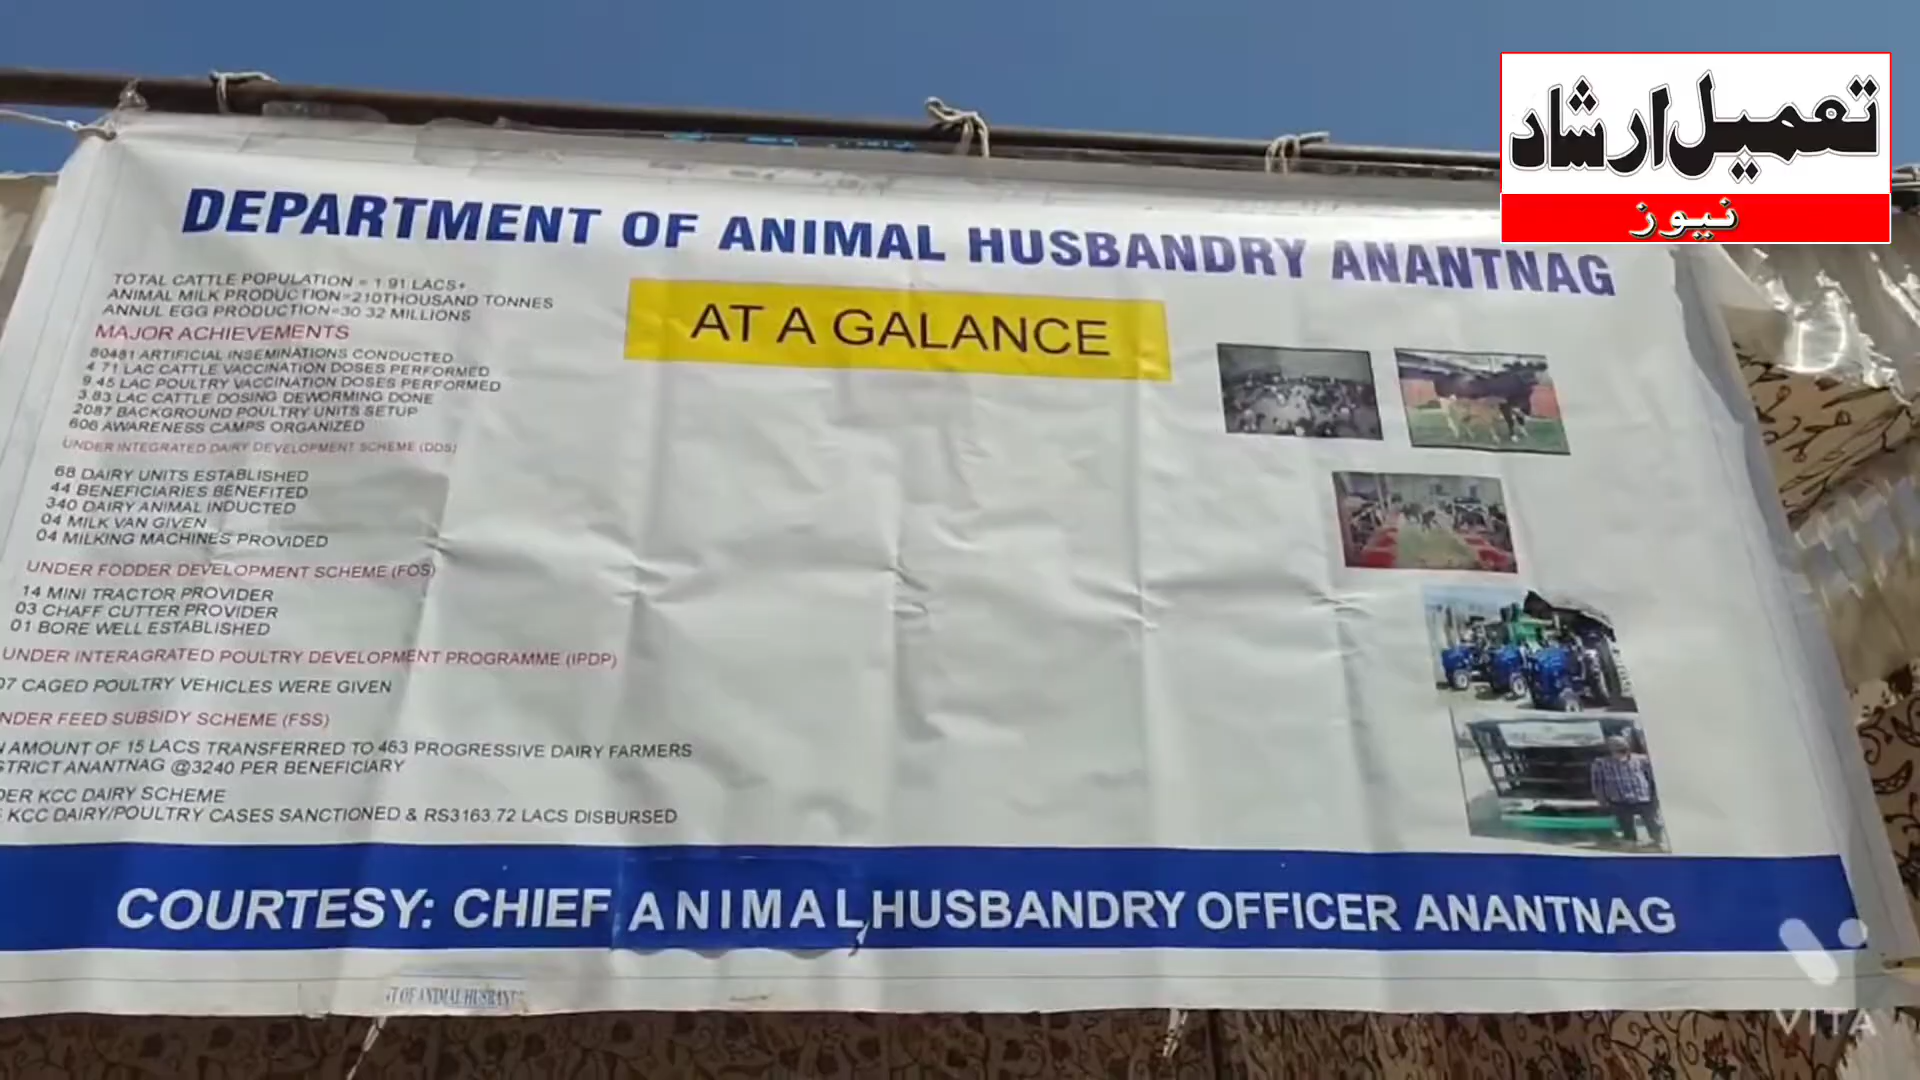 تعمیل ارشاد
نیوز
DEPARTMENT OF ANIMAL HUSBANDRY ANANTNAG
AT A GALANCE
TOTAL CATTLE POPULATION = 1.91 LACS+
ANIMAL MILK PRODUCTION=210THOUSAND TONNES
ANNUL EGG PRODUCTION=30.32 MILLIONS
MAJOR ACHIEVEMENTS
80481 ARTIFICIAL INSEMINATIONS CONDUCTED
4.71 LAC CATTLE VACCINATION DOSES PERFORMED
9.45 LAC POULTRY VACCINATION DOSES PERFORMED
3.83 LAC CATTLE DOSING DEWORMING DONE
2087 BACKGROUND POULTRY UNITS SETUP
606 AWARENESS CAMPS ORGANIZED
UNDER INTEGRATED DAIRY DEVELOPMENT SCHEME (DDS)
68 DAIRY UNITS ESTABLISHED
44 BENEFICIARIES BENEFITED
340 DAIRY ANIMAL INDUCTED
04 MILK VAN GIVEN
04 MILKING MACHINES PROVIDED
UNDER FODDER DEVELOPMENT SCHEME (FOS)
14 MINI TRACTOR PROVIDER
03 CHAFF CUTTER PROVIDER
01 BORE WELL ESTABLISHED
UNDER INTERAGRATED POULTRY DEVELOPMENT PROGRAMME (IPDP)
07 CAGED POULTRY VEHICLES WERE GIVEN
NDER FEED SUBSIDY SCHEME (FSS)
AMOUNT OF 15 LACS TRANSFERRED TO 463 PROGRESSIVE DAIRY FARMERS
STRICT ANANTNAG @3240 PER BENEFICIARY
DER KCC DAIRY SCHEME
KCC DAIRY/POULTRY CASES SANCTIONED & RS3163.72 LACS DISBURSED
COURTESY: CHIEF ANIMAL HUSBANDRY OFFICER ANANTNAG
T OF ANIMAL HUSBAN
VITA